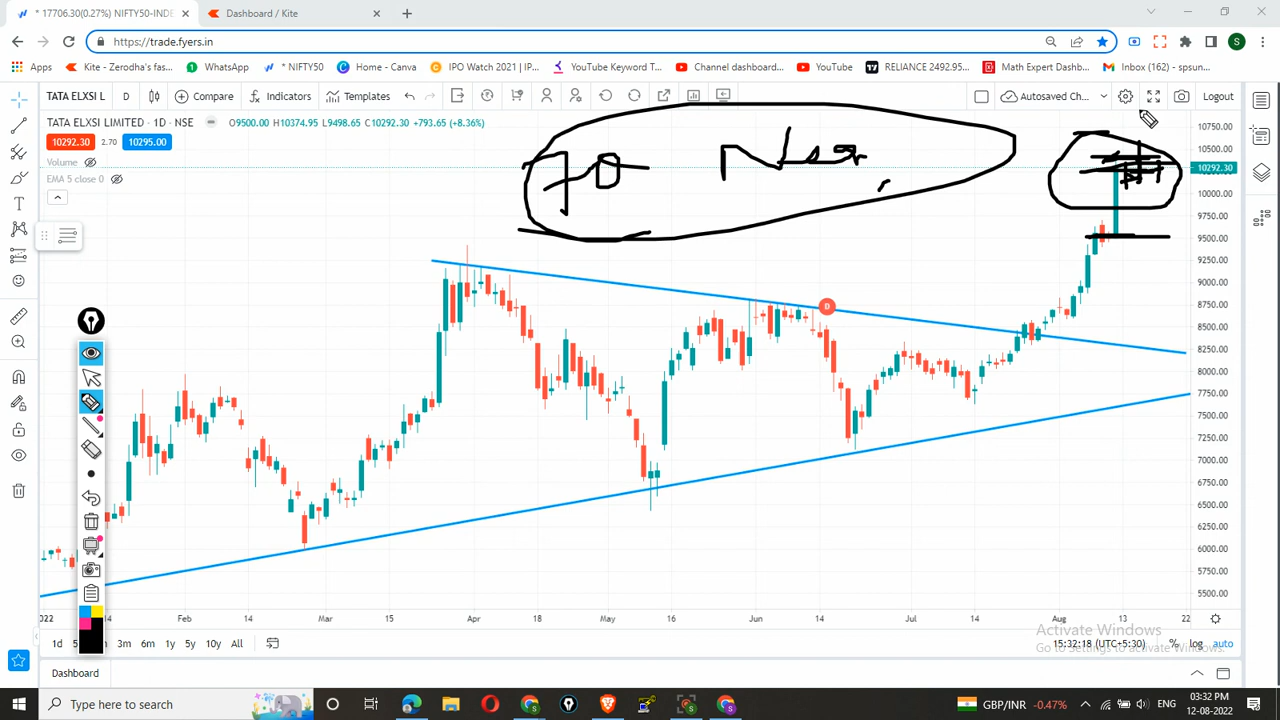 * 17706.30(0.27%) NIFTY50-INDE
Dashboard / Kite
https://trade.fyers.in
Apps Kite - Zerodha's fas... WhatsApp * NIFTY50 Home - Canva IPO Watch 2021 | IP... YouTube Keyword T... Channel dashboard... YouTube RELIANCE 2492.95... Math Expert Dashb... Inbox (162) - spsun...
TATA ELXSI L D Compare Indicators Templates Autosaved Ch... Logout
TATA ELXSI LIMITED · 1D · NSE O9500.00 H10374.95 L9498.65 C10292.30 +793.65 (+8.36%)
10292.30 2.70 10295.00
Volume
EMA 5 close 0
10750.00
10500.00
10292.30
10000.00
9750.00
9500.00
9250.00
9000.00
8750.00
8500.00
8250.00
8000.00
7750.00
7500.00
7250.00
7000.00
6750.00
6500.00
6250.00
6000.00
5750.00
5500.00
D
2022 14 Feb 14 Mar 15 Apr 18 May 16 Jun 14 Jul 14 Aug 13 22
Activate Windows
Go to Settings to activate Windows.
1d 3m 6m 1y 5y 10y All
15:32:18 (UTC+5:30) % log auto
Dashboard
Type here to search
GBP/INR -0.47% ENG
03:32 PM
12-08-2022